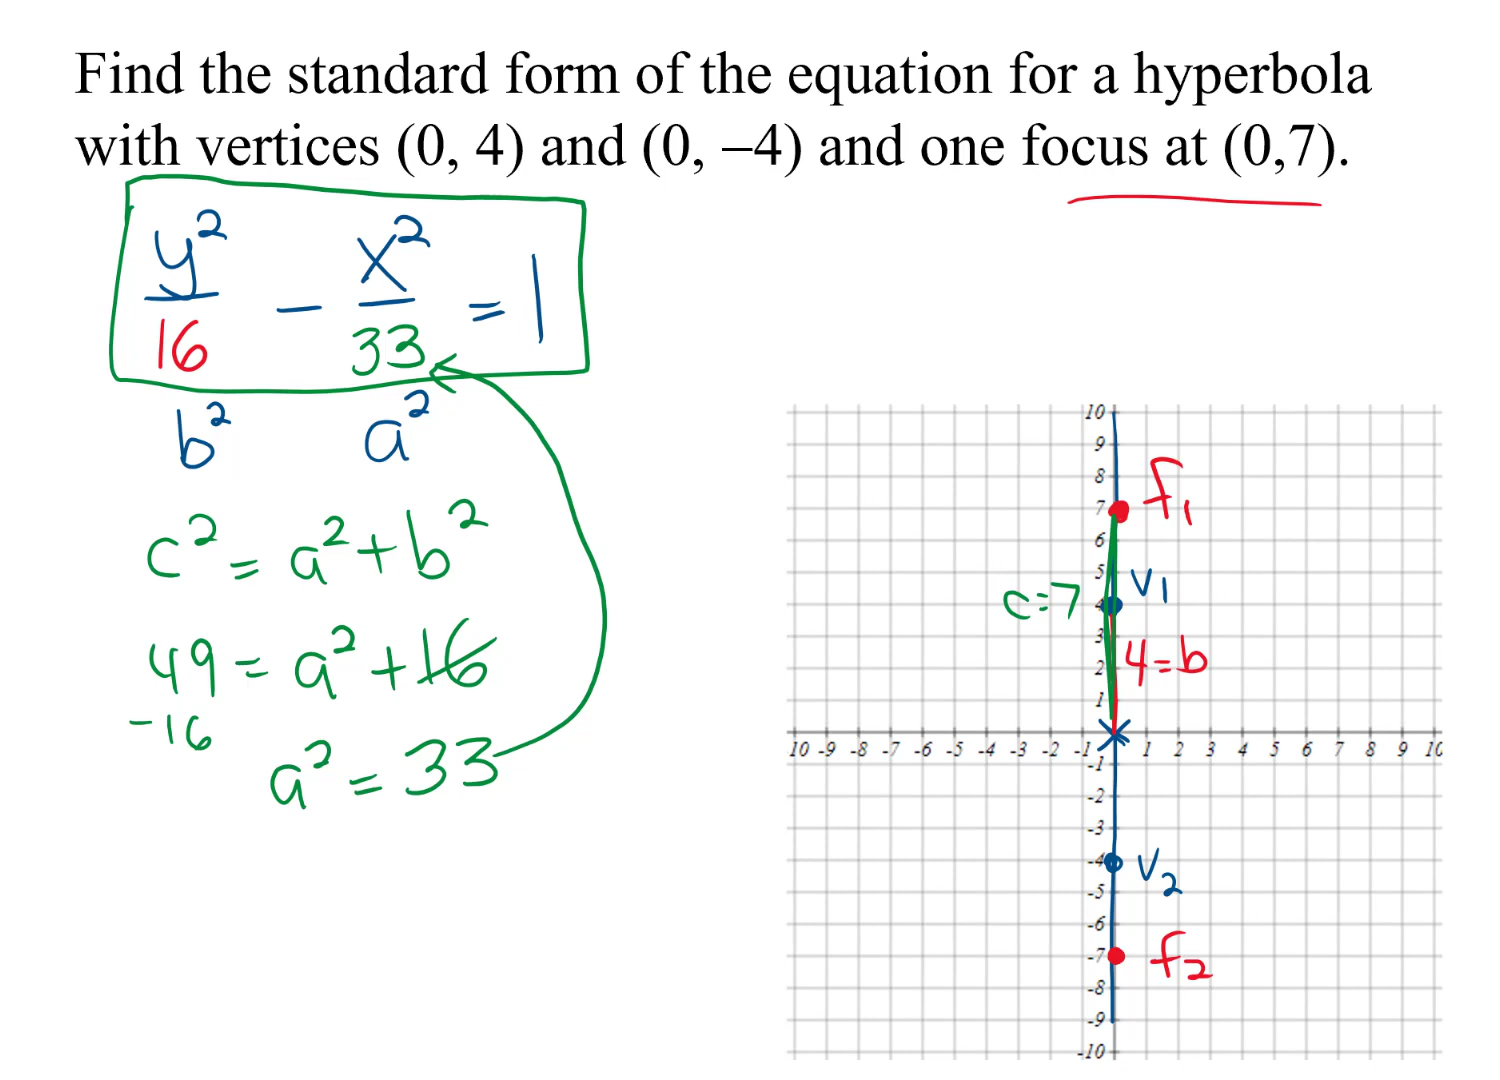 Find the standard form of the equation for a hyperbola
with vertices (0, 4) and (0, –4) and one focus at (0,7).
y²/16 − x²/33 = 1
b² a²
c² = a² + b²
49 = a² + 16
-16
a² = 33
10
9
8
f₁
7
6
5
v₁
c=7
4
3
4=b
2
1
10 -9 -8 -7 -6 -5 -4 -3 -2 -1 1 2 3 4 5 6 7 8 9 10
-1
-2
-3
-4
v₂
-5
-6
-7
f₂
-8
-9
-10